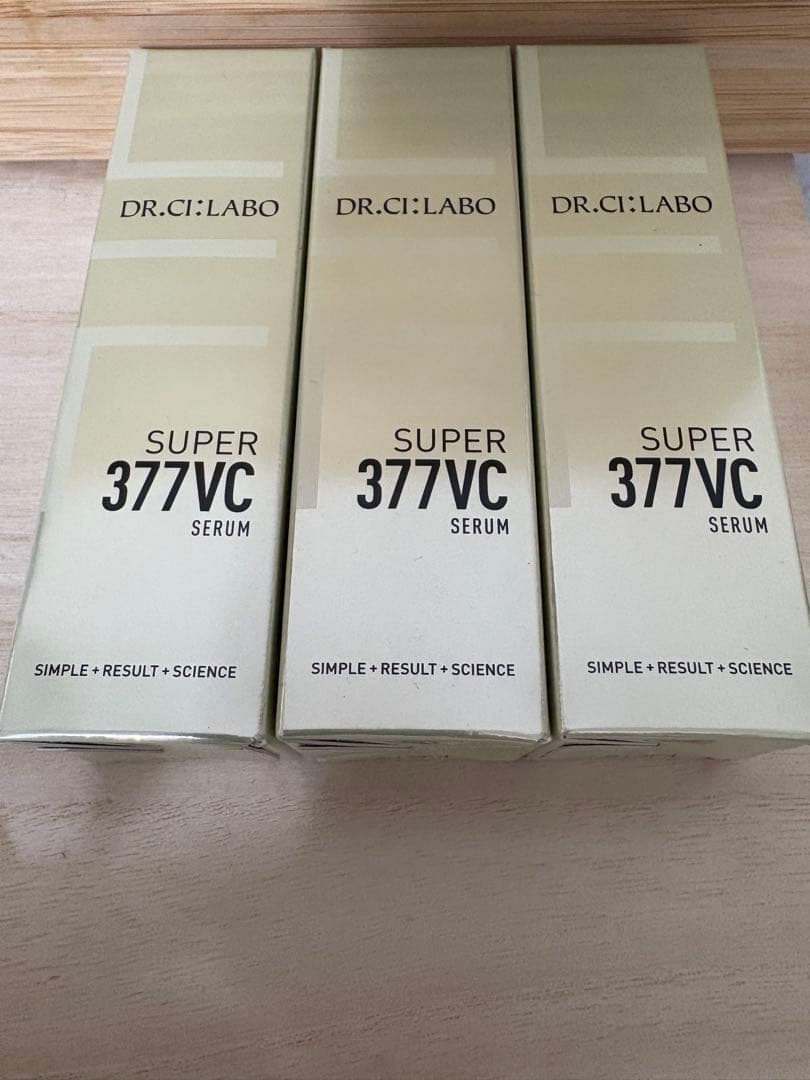 DR.CI:LABO
SUPER
377VC
SERUM
SIMPLE+RESULT+SCIENCE
DR.CI:LABO
SUPER
377VC
SERUM
SIMPLE+RESULT+SCIENCE
DR.CI:LABO
SUPER
377VC
SERUM
SIMPLE+RESULT+SCIENCE